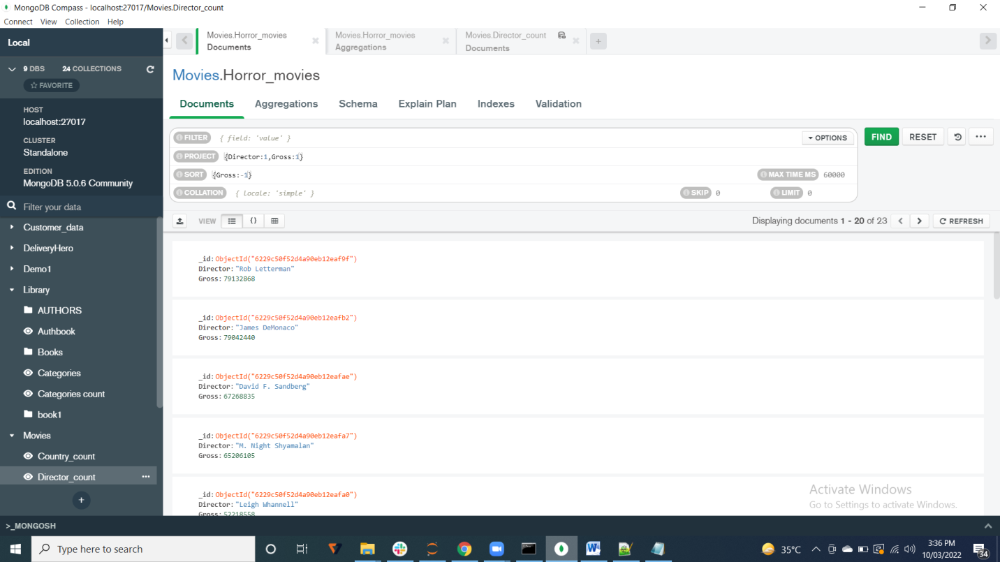 MongoDB Compass - localhost:27017/Movies.Director_count
Connect View Collection Help
Local
9 DBS 24 COLLECTIONS
FAVORITE
HOST
localhost:27017
CLUSTER
Standalone
EDITION
MongoDB 5.0.6 Community
Filter your data
Customer_data
DeliveryHero
Demo1
Library
AUTHORS
Authbook
Books
Categories
Categories count
book1
Movies
Country_count
Director_count
Movies.Horror_movies
Documents
Movies.Horror_movies
Aggregations
Movies.Director_count
Documents
Movies.Horror_movies
Documents Aggregations Schema Explain Plan Indexes Validation
FILTER { field: 'value' } OPTIONS FIND RESET
PROJECT {Director:1,Gross:1}
SORT {Gross:-1} MAX TIME MS 60000
COLLATION { locale: 'simple' } SKIP 0 LIMIT 0
VIEW {} Displaying documents 1 - 20 of 23 REFRESH
_id: ObjectId("6229c50f52d4a90eb12eaf9f")
Director: "Rob Letterman"
Gross: 79132868
_id: ObjectId("6229c50f52d4a90eb12eafb2")
Director: "James DeMonaco"
Gross: 79042440
_id: ObjectId("6229c50f52d4a90eb12eafae")
Director: "David F. Sandberg"
Gross: 67268835
_id: ObjectId("6229c50f52d4a90eb12eafa7")
Director: "M. Night Shyamalan"
Gross: 65206105
_id: ObjectId("6229c50f52d4a90eb12eafa0")
Director: "Leigh Whannell"
Gross: 52218558
Activate Windows
Go to Settings to activate Windows.
>_MONGOSH
Type here to search
35°C
3:36 PM
10/03/2022
34